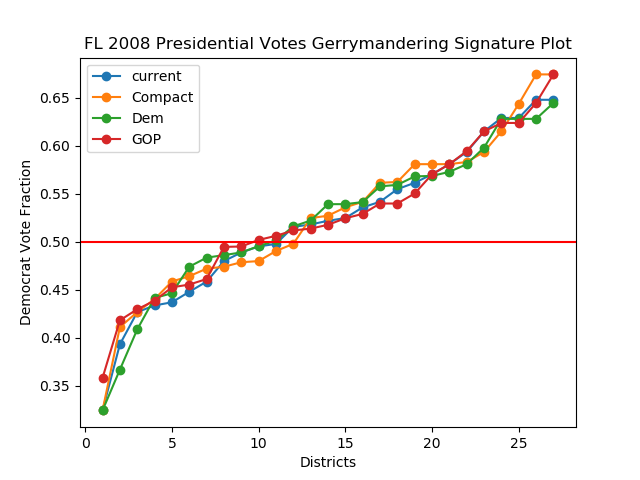 FL 2008 Presidential Votes Gerrymandering Signature Plot
current
Compact
Dem
GOP
Democrat Vote Fraction
0.65
0.60
0.55
0.50
0.45
0.40
0.35
0 5 10 15 20 25
Districts